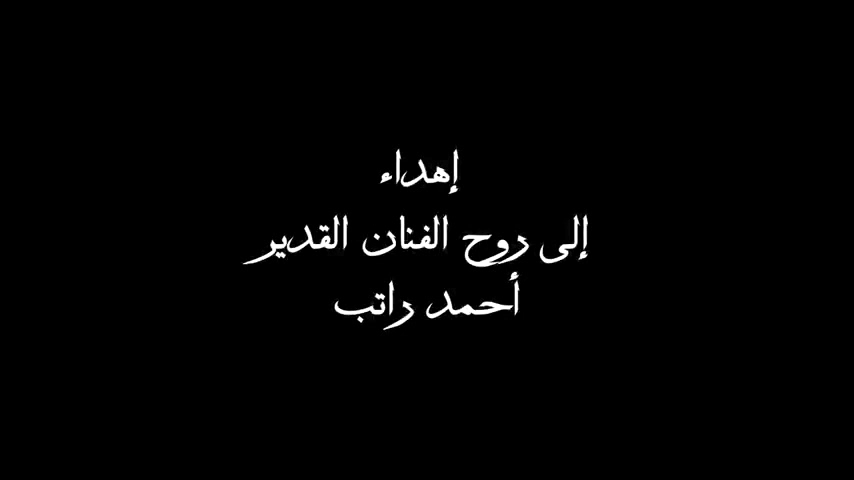 إهداء
إلى روح الفنان القدير
أحمد راتب